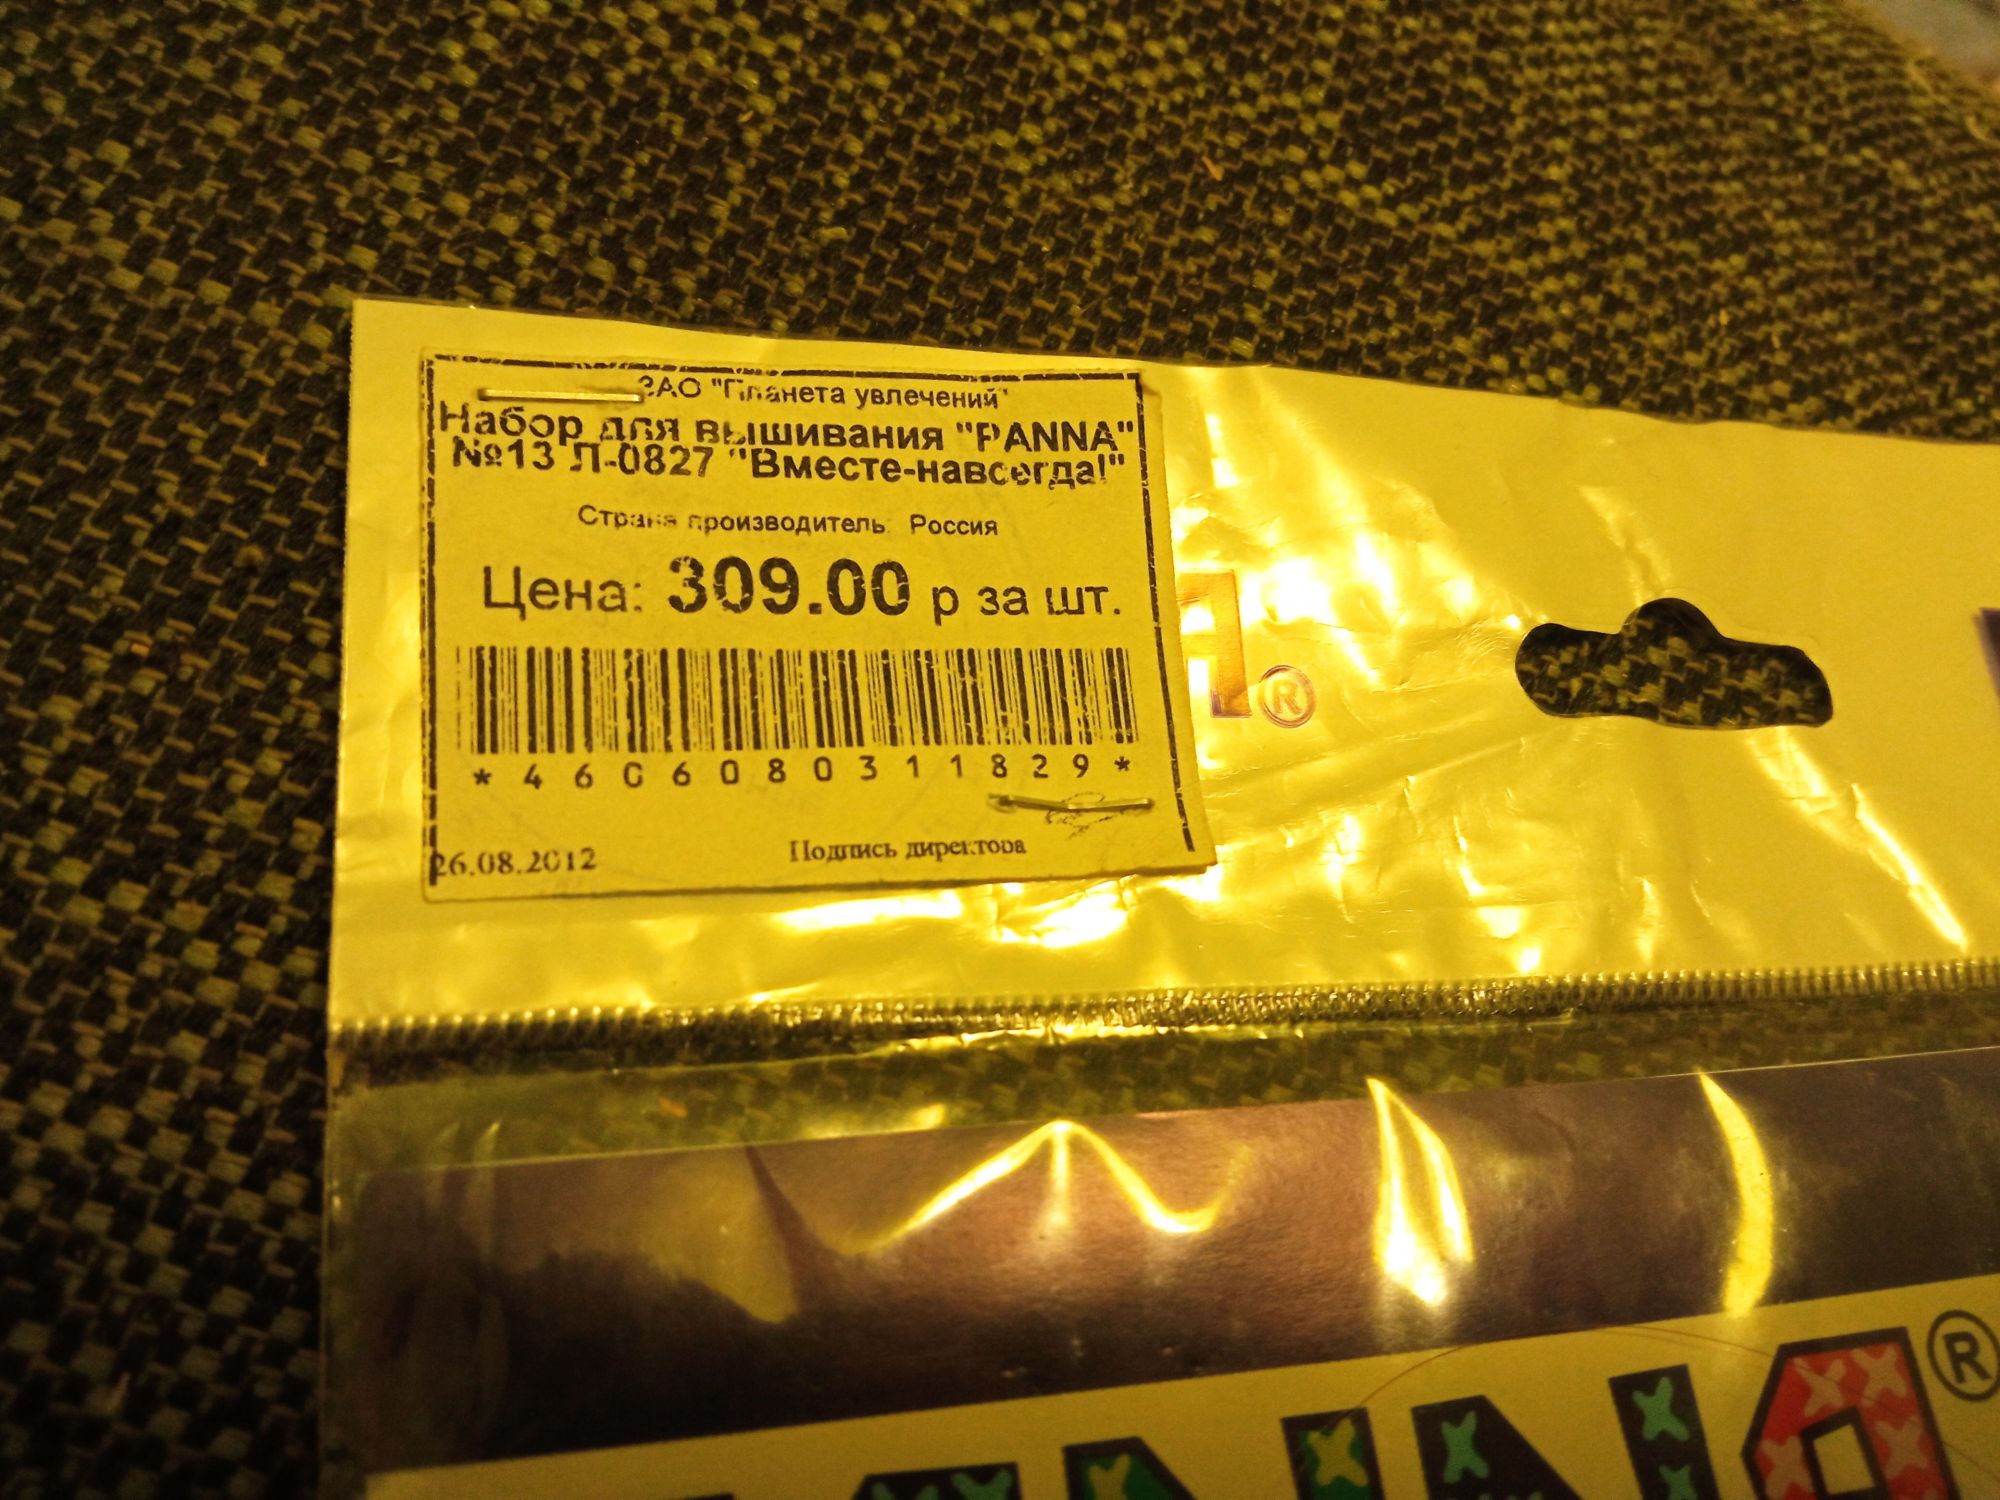 ЗАО "Планета увлечений"
Набор для вышивания "PANNA"
№13 Л-0827 "Вместе-навсегда!"
Страна производитель: Россия
Цена: 309.00 р за шт.
*4606080311829*
26.08.2012 Подпись директора
®
®